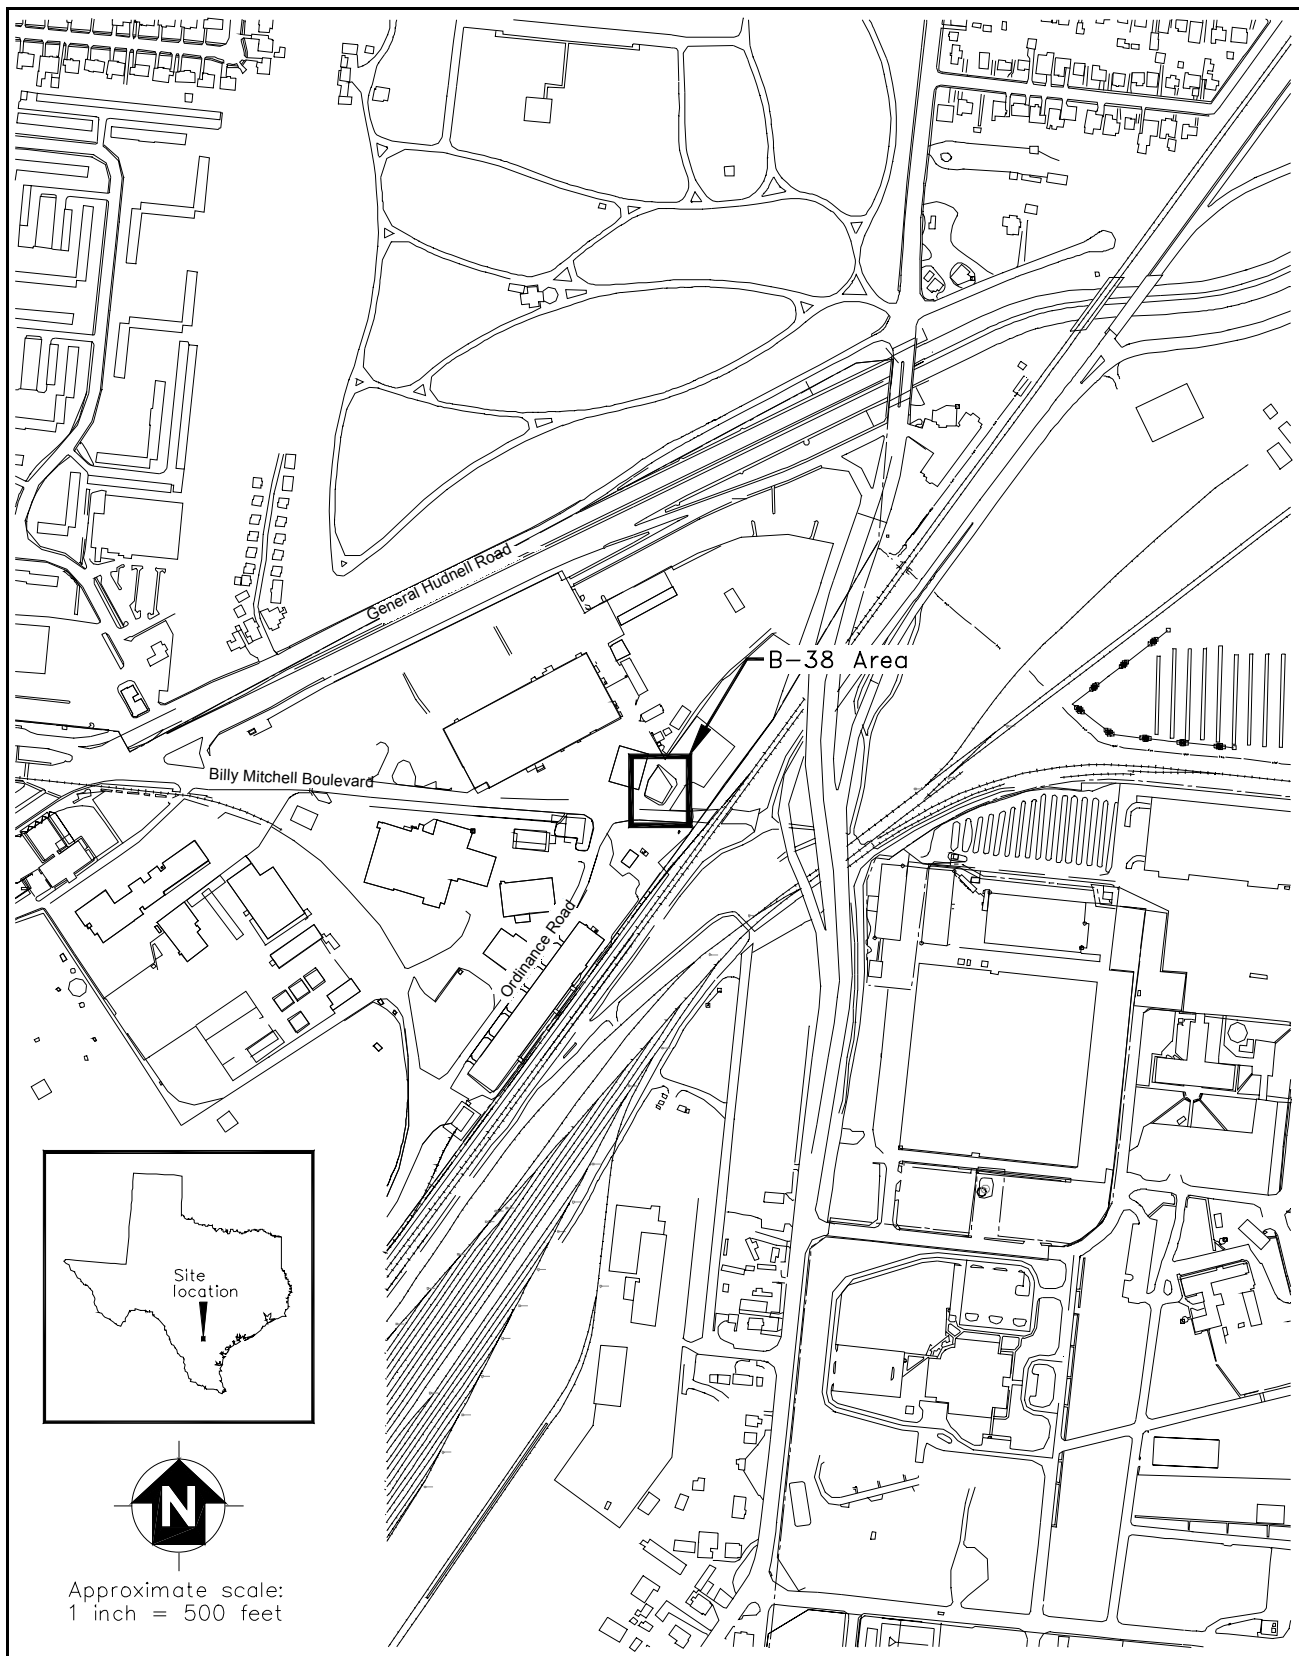 General Hudnell Road
B-38 Area
Billy Mitchell Boulevard
Ordinance Road
Site
location
N
Approximate scale:
1 inch = 500 feet